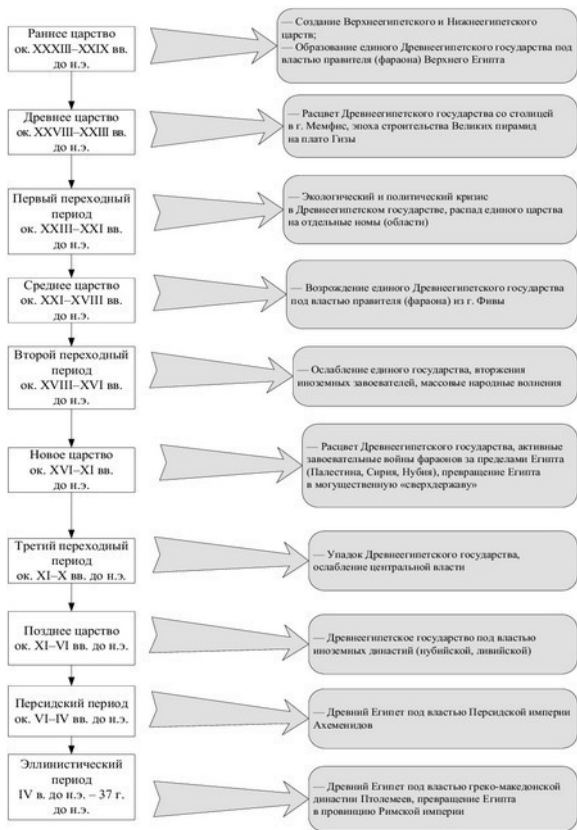 Раннее царство
ок. XXXIII–XXIX вв.
до н.э.
— Создание Верхнеегипетского и Нижнеегипетского
царств;
— Образование единого Древнеегипетского государства под
властью правителя (фараона) Верхнего Египта
Древнее царство
ок. XXVIII–XXIII вв.
до н.э.
— Расцвет Древнеегипетского государства со столицей
в г. Мемфис, эпоха строительства Великих пирамид
на плато Гизы
Первый переходный
период
ок. XXIII–XXI вв.
до н.э.
— Экологический и политический кризис
в Древнеегипетском государстве, распад единого царства
на отдельные номы (области)
Среднее царство
ок. XXI–XVIII вв.
до н.э.
— Возрождение единого Древнеегипетского государства
под властью правителя (фараона) из г. Фивы
Второй переходный
период
ок. XVIII–XVI вв.
до н.э.
— Ослабление единого государства, вторжения
иноземных завоевателей, массовые народные волнения
Новое царство
ок. XVI–XI вв.
до н.э.
— Расцвет Древнеегипетского государства, активные
завоевательные войны фараонов за пределами Египта
(Палестина, Сирия, Нубия), превращение Египта
в могущественную «сверхдержаву»
Третий переходный
период
ок. XI–X вв. до н.э.
— Упадок Древнеегипетского государства,
ослабление центральной власти
Позднее царство
ок. XI–VI вв. до н.э.
— Древнеегипетское государство под властью
иноземных династий (нубийской, ливийской)
Персидский период
ок. VI–IV вв. до н.э.
— Древний Египет под властью Персидской империи
Ахеменидов
Эллинистический
период
IV в. до н.э. – 37 г.
до н.э.
— Древний Египет под властью греко-македонской
династии Птолемеев, превращение Египта
в провинцию Римской империи